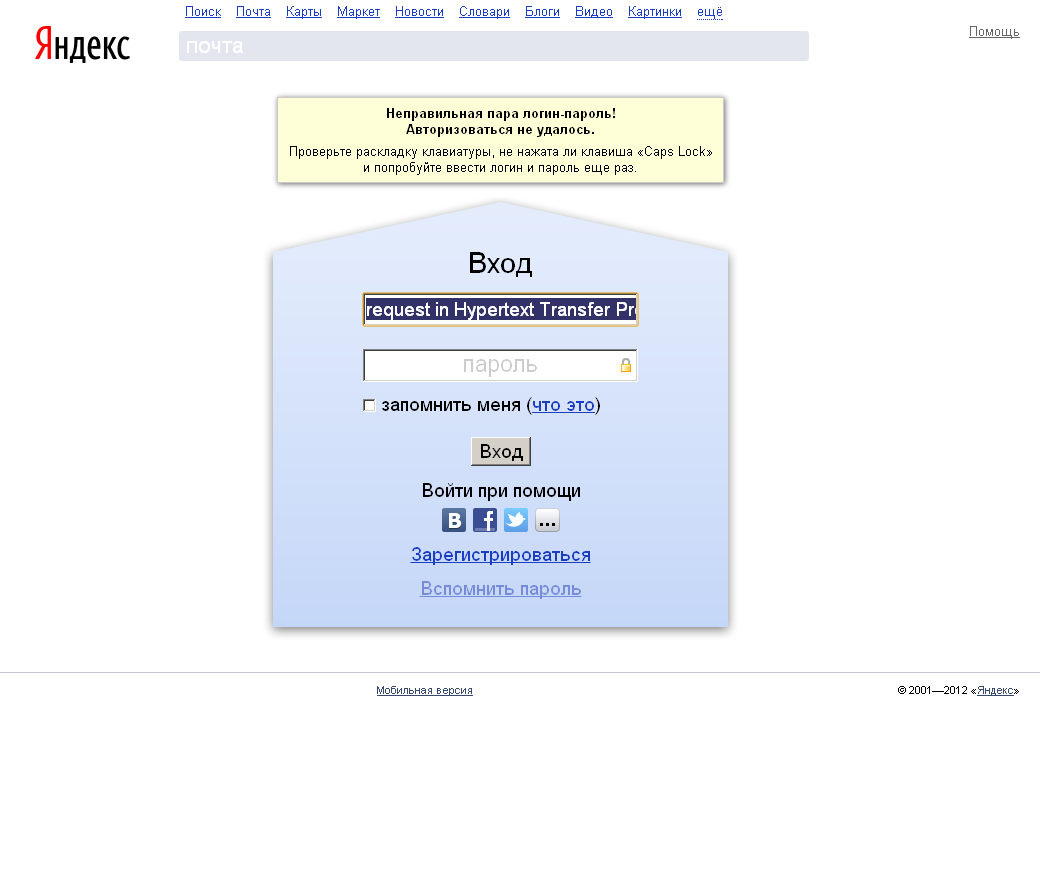 Поиск Почта Карты Маркет Новости Словари Блоги Видео Картинки ещё
Помощь
Яндекс
почта
Неправильная пара логин-пароль!
Авторизоваться не удалось.
Проверьте раскладку клавиатуры, не нажата ли клавиша «Caps Lock»
и попробуйте ввести логин и пароль еще раз.
Вход
request in Hypertext Transfer Pr
пароль
запомнить меня (что это)
Вход
Войти при помощи
В f ...
Зарегистрироваться
Вспомнить пароль
Мобильная версия
© 2001—2012 «Яндекс»